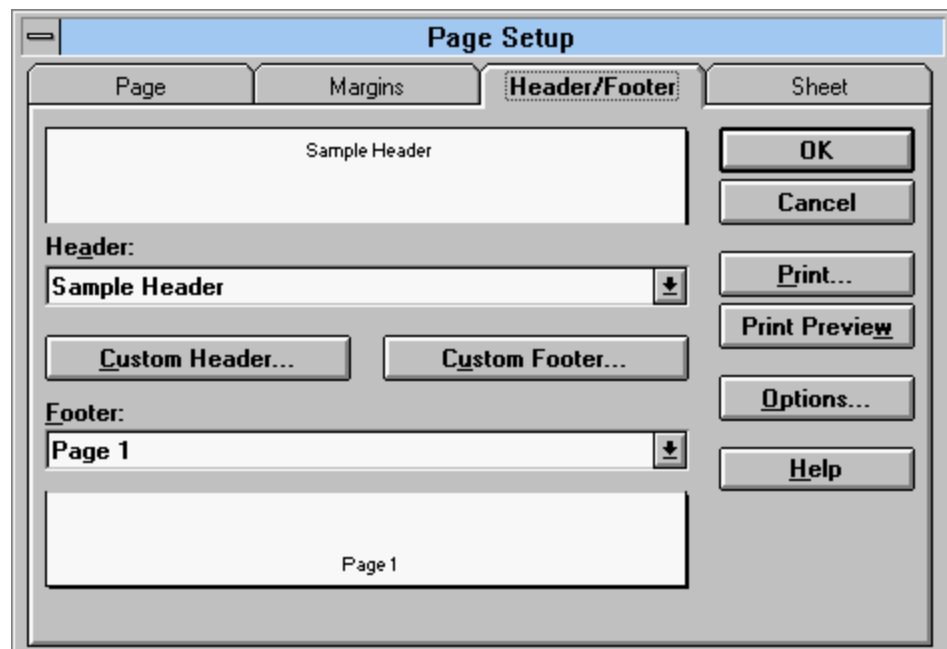 Page Setup
Page
Margins
Header/Footer
Sheet
Sample Header
OK
Cancel
Header:
Sample Header
Print...
Print Preview
Custom Header...
Custom Footer...
Options...
Footer:
Page 1
Help
Page 1